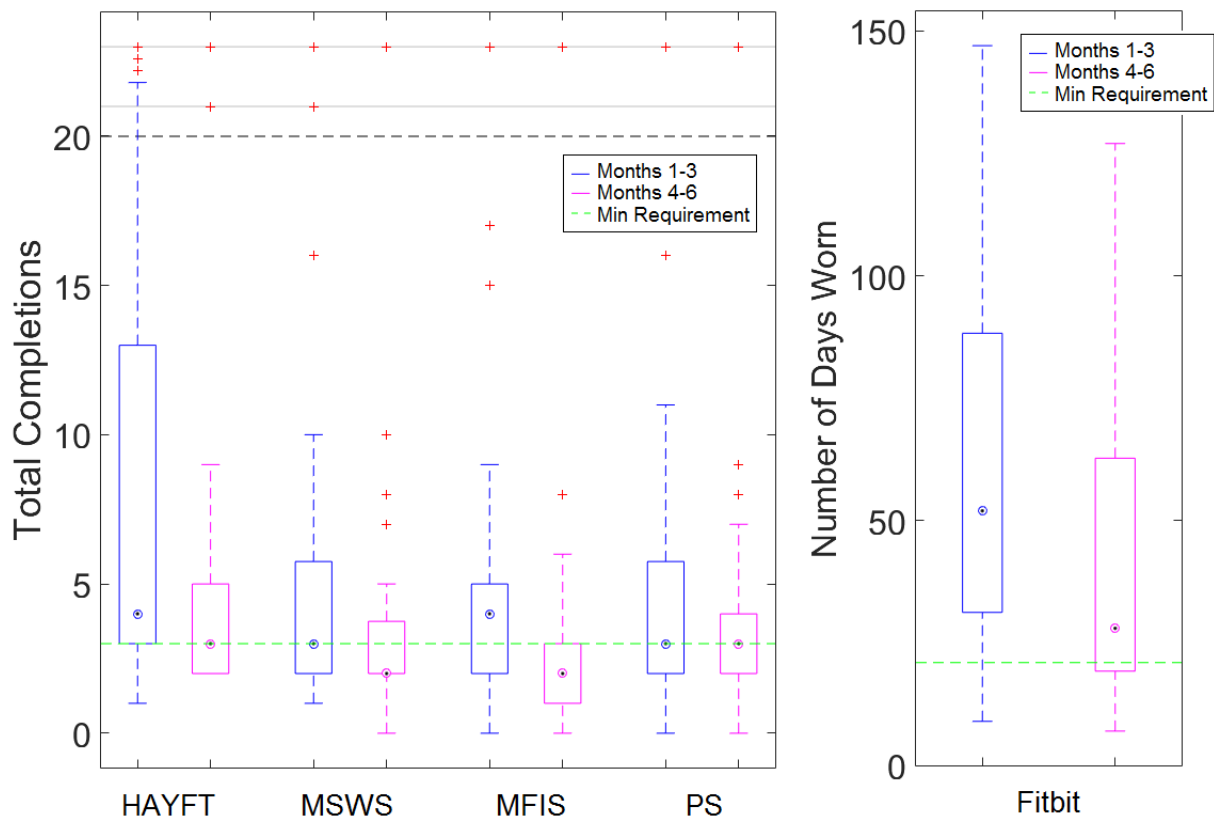 Total Completions
20
15
10
5
0
Months 1-3
Months 4-6
Min Requirement
HAYFT
MSWS
MFIS
PS
Number of Days Worn
150
100
50
0
Months 1-3
Months 4-6
Min Requirement
Fitbit